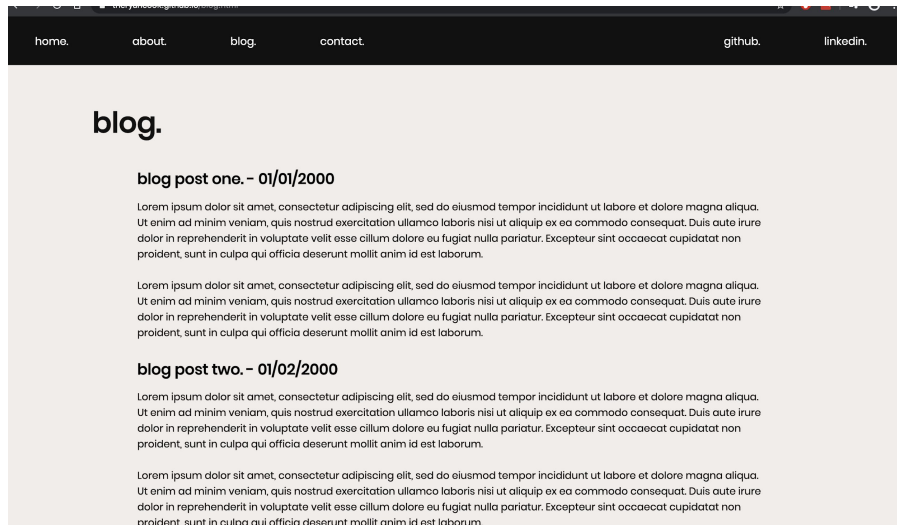 home. about. blog. contact. github. linkedin.
blog.
blog post one. - 01/01/2000
Lorem ipsum dolor sit amet, consectetur adipiscing elit, sed do eiusmod tempor incididunt ut labore et dolore magna aliqua.
Ut enim ad minim veniam, quis nostrud exercitation ullamco laboris nisi ut aliquip ex ea commodo consequat. Duis aute irure
dolor in reprehenderit in voluptate velit esse cillum dolore eu fugiat nulla pariatur. Excepteur sint occaecat cupidatat non
proident, sunt in culpa qui officia deserunt mollit anim id est laborum.
Lorem ipsum dolor sit amet, consectetur adipiscing elit, sed do eiusmod tempor incididunt ut labore et dolore magna aliqua.
Ut enim ad minim veniam, quis nostrud exercitation ullamco laboris nisi ut aliquip ex ea commodo consequat. Duis aute irure
dolor in reprehenderit in voluptate velit esse cillum dolore eu fugiat nulla pariatur. Excepteur sint occaecat cupidatat non
proident, sunt in culpa qui officia deserunt mollit anim id est laborum.
blog post two. - 01/02/2000
Lorem ipsum dolor sit amet, consectetur adipiscing elit, sed do eiusmod tempor incididunt ut labore et dolore magna aliqua.
Ut enim ad minim veniam, quis nostrud exercitation ullamco laboris nisi ut aliquip ex ea commodo consequat. Duis aute irure
dolor in reprehenderit in voluptate velit esse cillum dolore eu fugiat nulla pariatur. Excepteur sint occaecat cupidatat non
proident, sunt in culpa qui officia deserunt mollit anim id est laborum.
Lorem ipsum dolor sit amet, consectetur adipiscing elit, sed do eiusmod tempor incididunt ut labore et dolore magna aliqua.
Ut enim ad minim veniam, quis nostrud exercitation ullamco laboris nisi ut aliquip ex ea commodo consequat. Duis aute irure
dolor in reprehenderit in voluptate velit esse cillum dolore eu fugiat nulla pariatur. Excepteur sint occaecat cupidatat non
proident, sunt in culpa qui officia deserunt mollit anim id est laborum.